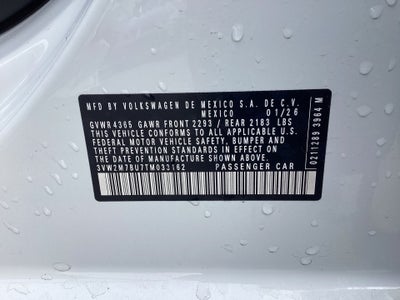 MFD BY VOLKSWAGEN DE MEXICO S.A. DE C.V.
MEXICO 01/26
GVWR 4365 GAWR FRONT 2293 / REAR 2183 LBS
THIS VEHICLE CONFORMS TO ALL APPLICABLE U.S.
FEDERAL MOTOR VEHICLE SAFETY, BUMPER AND
THEFT PREVENTION STANDARDS IN EFFECT ON
THE DATE OF MANUFACTURE SHOWN ABOVE.
3VW2M7BU7TM033162 PASSENGER CAR
0211289 3964 M